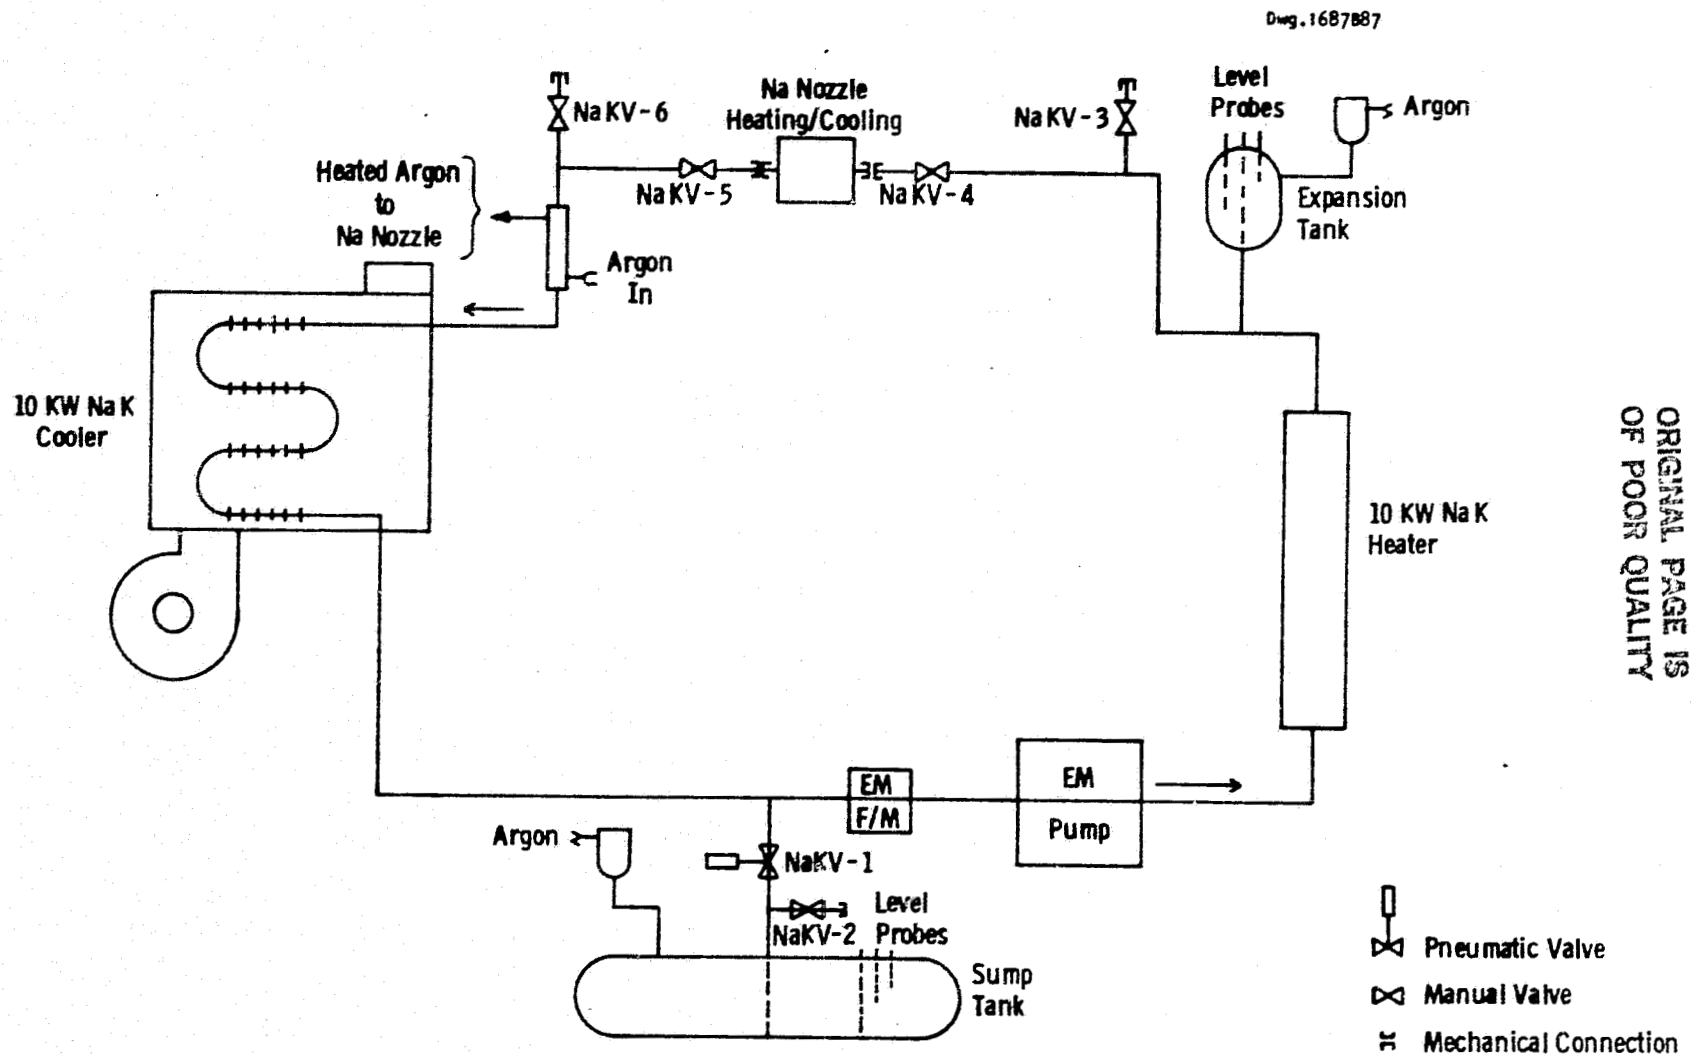 Dwg.1687B87
Level
Probes
Argon
Expansion
Tank
NaKV-3
Na Nozzle
Heating/Cooling
NaKV-6
NaKV-5
NaKV-4
Heated Argon
to
Na Nozzle
Argon
In
10 KW NaK
Cooler
10 KW NaK
Heater
ORIGINAL PAGE IS
OF POOR QUALITY
EM
F/M
EM
Pump
Argon
NaKV-1
NaKV-2
Level
Probes
Sump
Tank
Pneumatic Valve
Manual Valve
Mechanical Connection